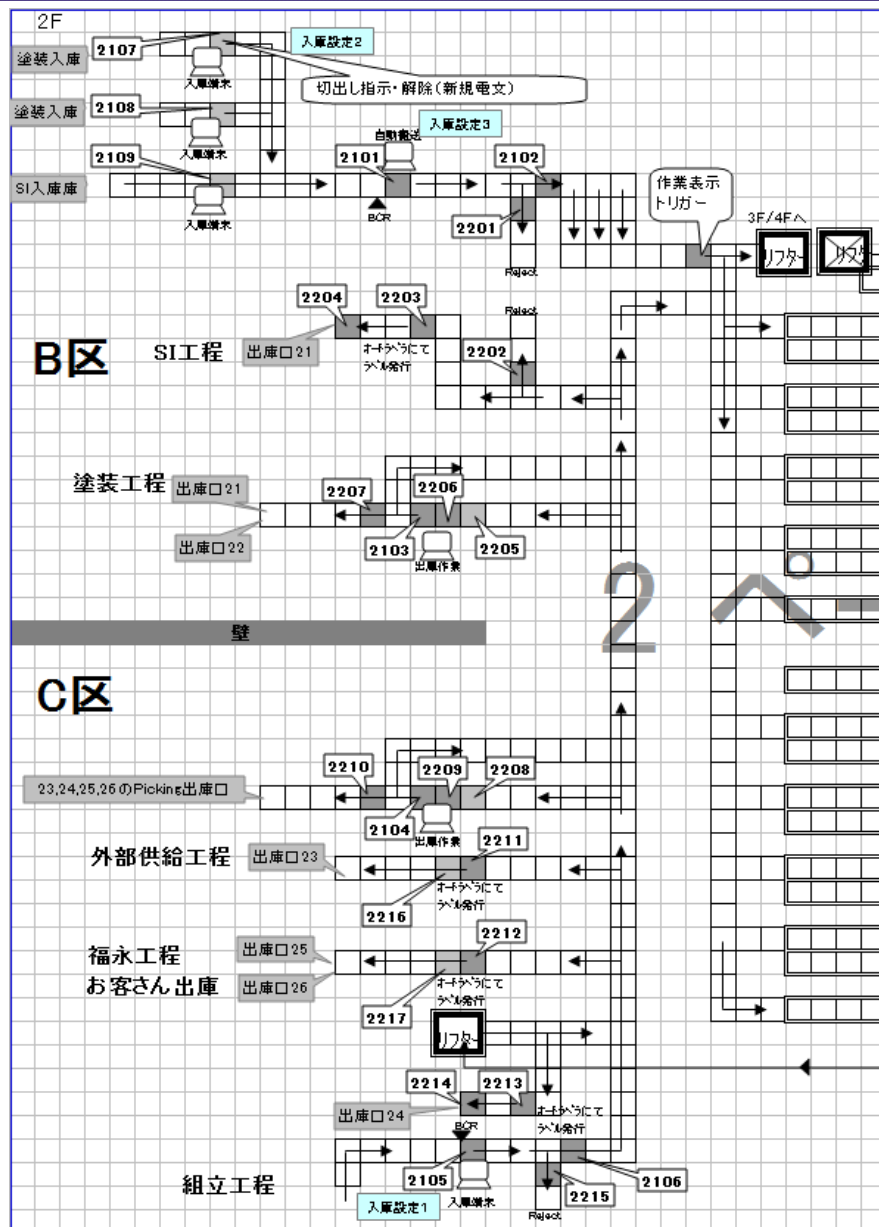 2F
2107
入庫設定2
塗装入庫
入庫端末
切出し指示・解除(新規電文)
塗装入庫
2108
入庫端末
自動搬送
入庫設定3
2109
2101
2102
SI入庫庫
入庫端末
BCR
2201
作業表示
トリガー
3F/4Fへ
リフター
リフター
Reject
Reject
2204
2203
B区
SI工程
出庫口21
オートラベラにて
ラベル発行
2202
塗装工程
出庫口21
2207
2206
出庫口22
2103
2205
出庫作業
2 ペー
壁
C区
2210
2209
2208
23,24,25,26のPicking出庫口
2104
出庫作業
2211
外部供給工程
出庫口23
オートラベラにて
ラベル発行
2216
2212
福永工程
出庫口25
お客さん出庫
出庫口26
オートラベラにて
ラベル発行
2217
リフター
2214
2213
出庫口24
オートラベラにて
ラベル発行
BCR
組立工程
2105
2106
2215
入庫設定1
入庫端末
Reject